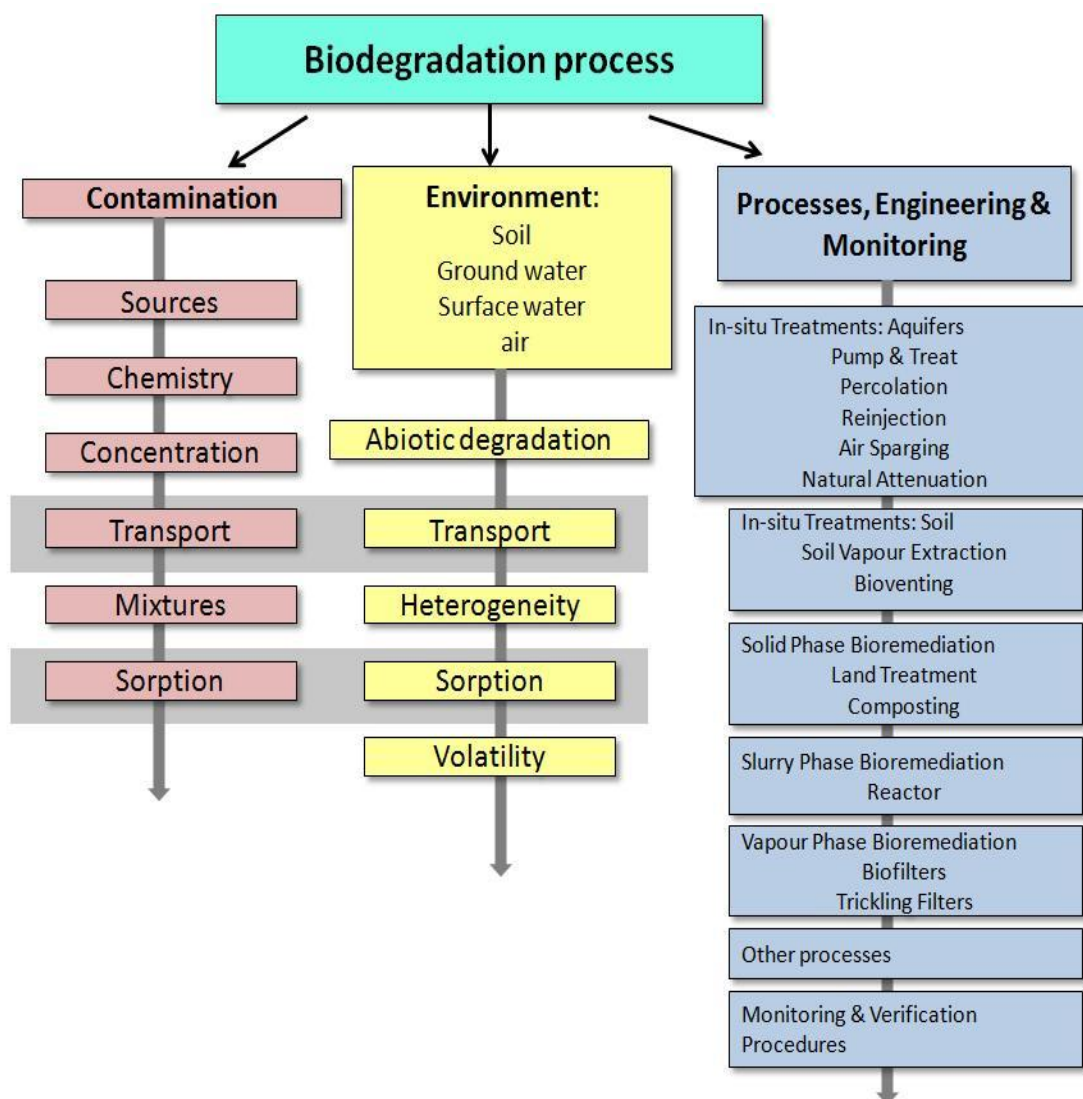 Biodegradation process
Contamination
Sources
Chemistry
Concentration
Transport
Mixtures
Sorption
Environment:
Soil
Ground water
Surface water
air
Abiotic degradation
Transport
Heterogeneity
Sorption
Volatility
Processes, Engineering &
Monitoring
In-situ Treatments: Aquifers
Pump & Treat
Percolation
Reinjection
Air Sparging
Natural Attenuation
In-situ Treatments: Soil
Soil Vapour Extraction
Bioventing
Solid Phase Bioremediation
Land Treatment
Composting
Slurry Phase Bioremediation
Reactor
Vapour Phase Bioremediation
Biofilters
Trickling Filters
Other processes
Monitoring & Verification
Procedures